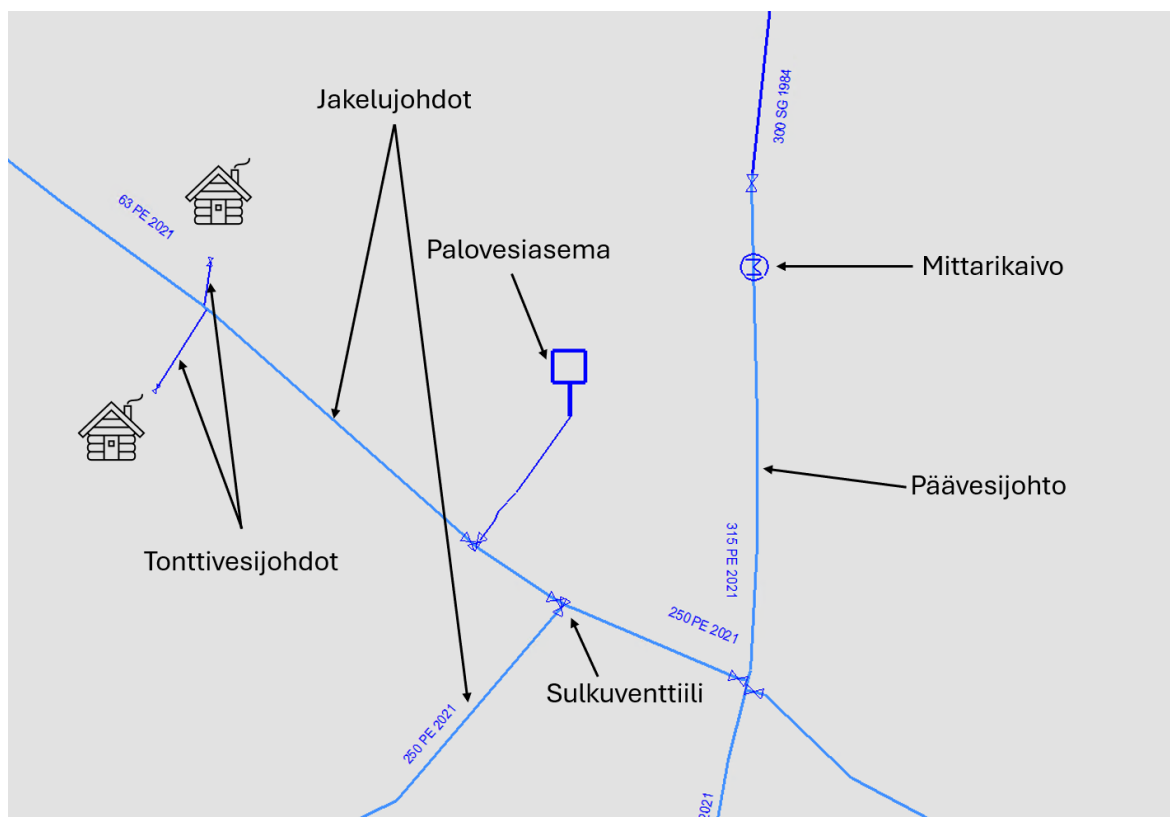 300 SG 1984
Jakelujohdot
63 PE 2021
Palovesiasema
Mittarikaivo
Päävesijohto
315 PE 2021
Tonttivesijohdot
250 PE 2021
Sulkuventtiili
250 PE 2021
2021